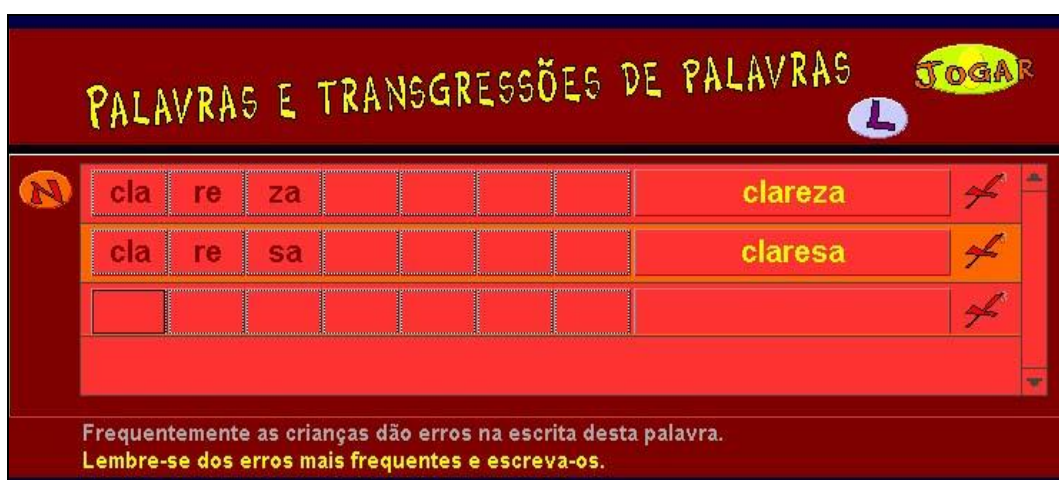 PALAVRAS E TRANSGRESSÕES DE PALAVRAS
JOGAR
L
N
cla re za clareza
cla re sa claresa
Frequentemente as crianças dão erros na escrita desta palavra.
Lembre-se dos erros mais frequentes e escreva-os.